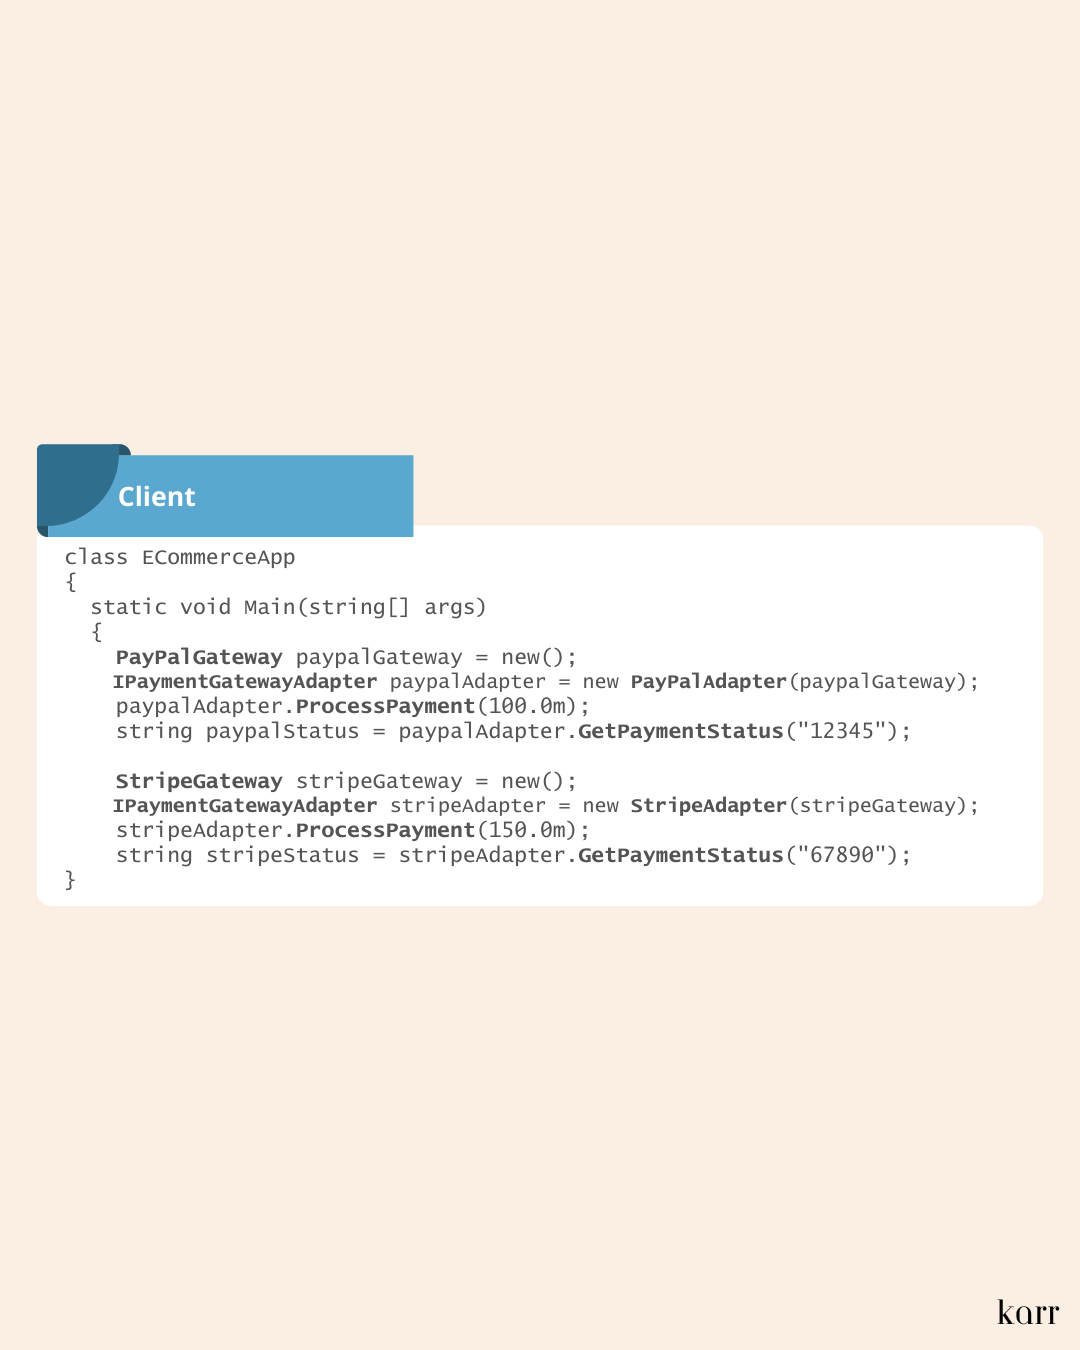 Client
class ECommerceApp
{
  static void Main(string[] args)
  {
    PayPalGateway paypalGateway = new();
    IPaymentGatewayAdapter paypalAdapter = new PayPalAdapter(paypalGateway);
    paypalAdapter.ProcessPayment(100.0m);
    string paypalStatus = paypalAdapter.GetPaymentStatus("12345");

    StripeGateway stripeGateway = new();
    IPaymentGatewayAdapter stripeAdapter = new StripeAdapter(stripeGateway);
    stripeAdapter.ProcessPayment(150.0m);
    string stripeStatus = stripeAdapter.GetPaymentStatus("67890");
}
karr